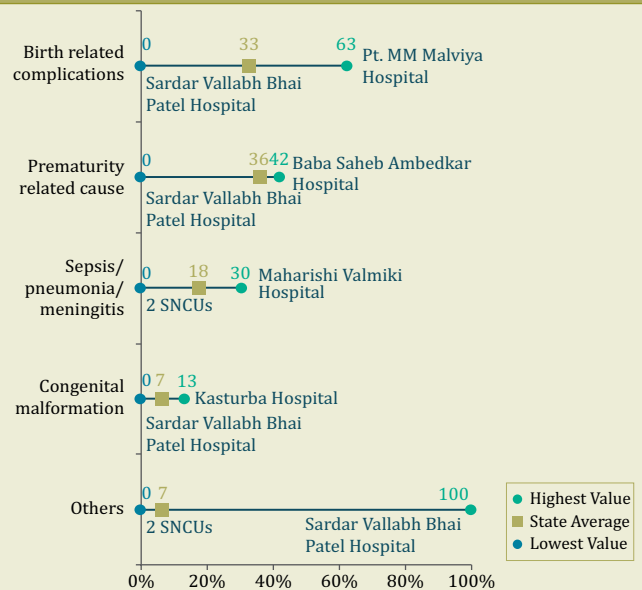 Birth related
complications
0
33
63
Pt. MM Malviya
Hospital
Sardar Vallabh Bhai
Patel Hospital
Prematurity
related cause
0
36
42
Baba Saheb Ambedkar
Hospital
Sardar Vallabh Bhai
Patel Hospital
Sepsis/
pneumonia/
meningitis
0
18
30
Maharishi Valmiki
Hospital
2 SNCUs
Congenital
malformation
0
7
13
Kasturba Hospital
Sardar Vallabh Bhai
Patel Hospital
Others
0
7
100
2 SNCUs
Sardar Vallabh Bhai
Patel Hospital
Highest Value
State Average
Lowest Value
0% 20% 40% 60% 80% 100%